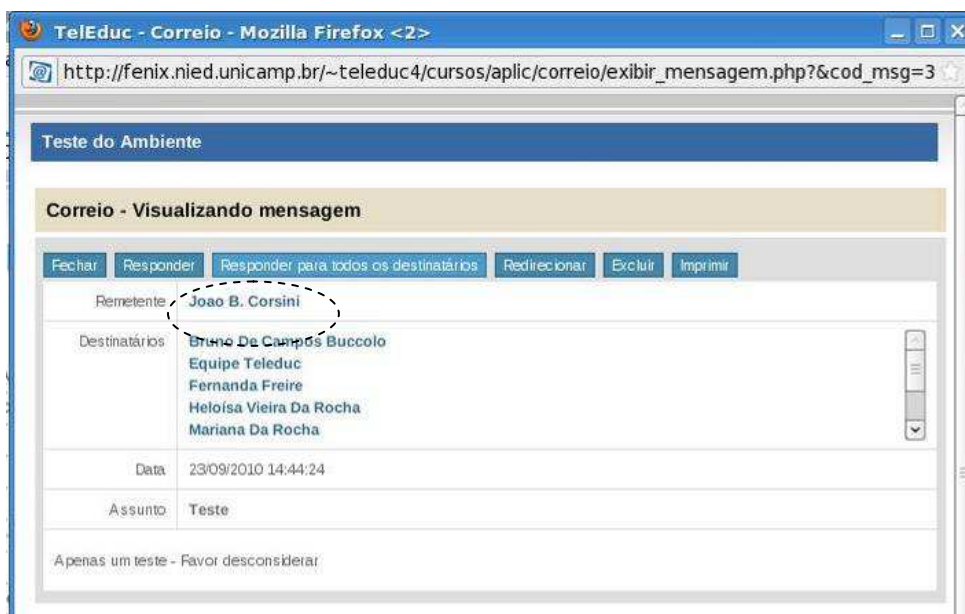 TelEduc - Correio - Mozilla Firefox <2>
http://fenix.nied.unicamp.br/~teleduc4/cursos/aplic/correio/exibir_mensagem.php?&cod_msg=3
Teste do Ambiente
Correio - Visualizando mensagem
Fechar Responder Responder para todos os destinatários Redirecionar Excluir Imprimir
Remetente Joao B. Corsini
Destinatários Bruno De Campos Buccolo
Equipe Teleduc
Fernanda Freire
Heloísa Vieira Da Rocha
Mariana Da Rocha
Data 23/09/2010 14:44:24
Assunto Teste
Apenas um teste - Favor desconsiderar